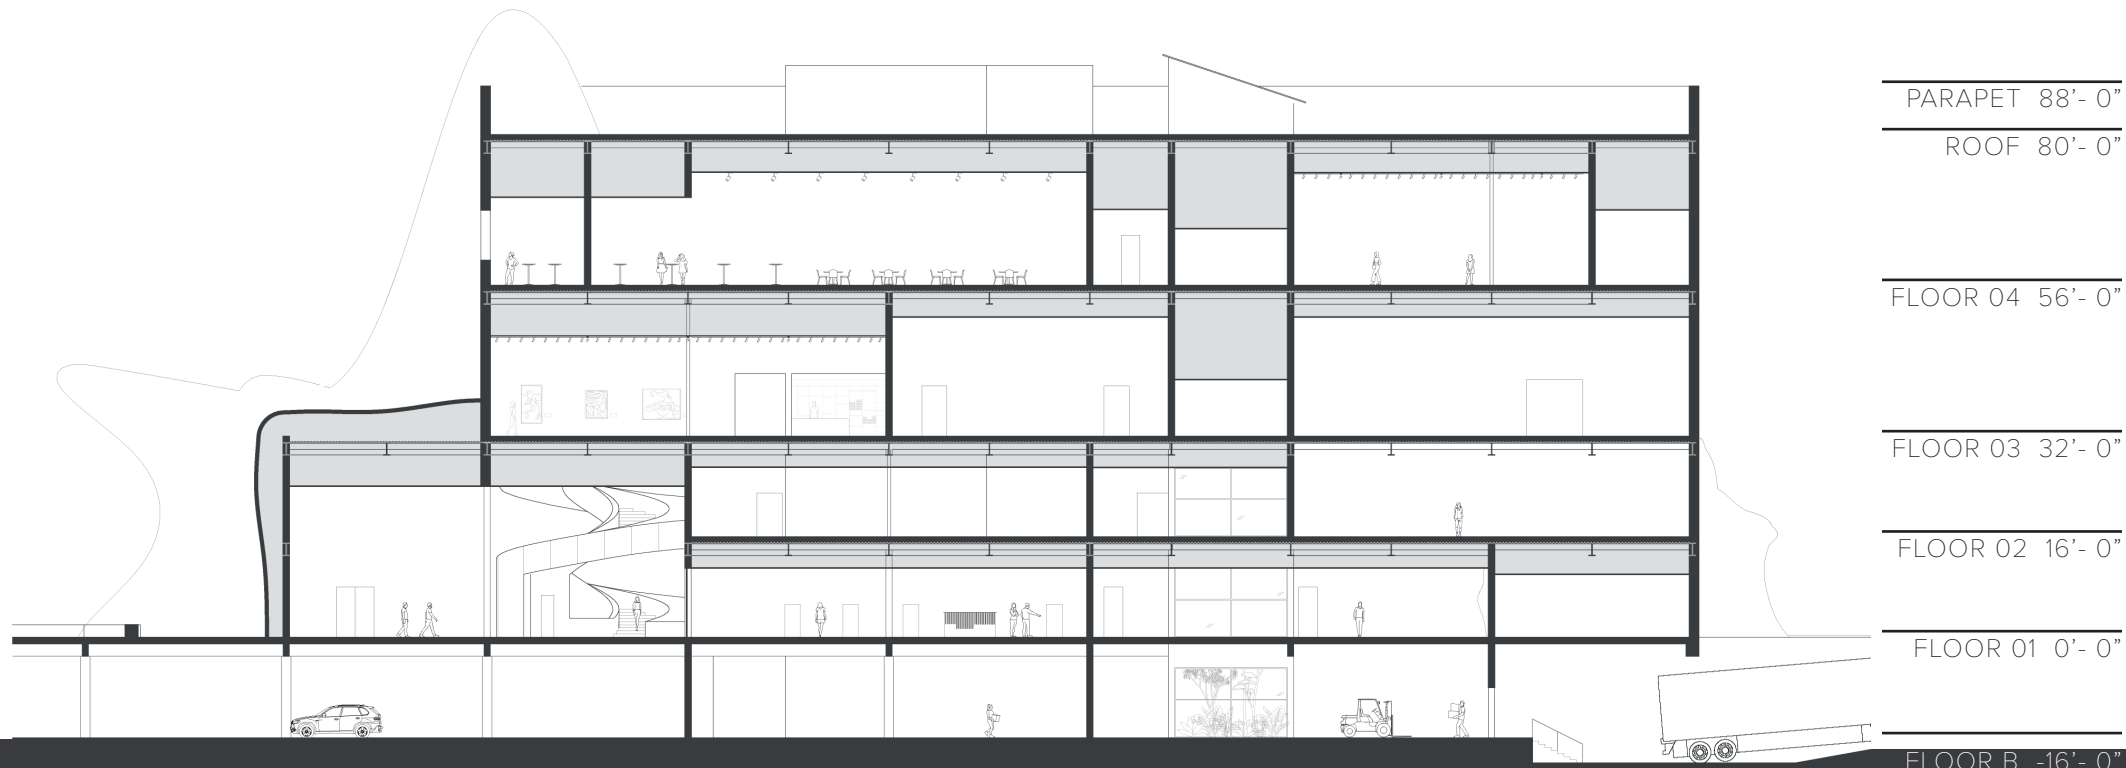 PARAPET 88'- 0"
ROOF 80'- 0"
FLOOR 04 56'- 0"
FLOOR 03 32'- 0"
FLOOR 02 16'- 0"
FLOOR 01 0'- 0"
FLOOR B -16'- 0"